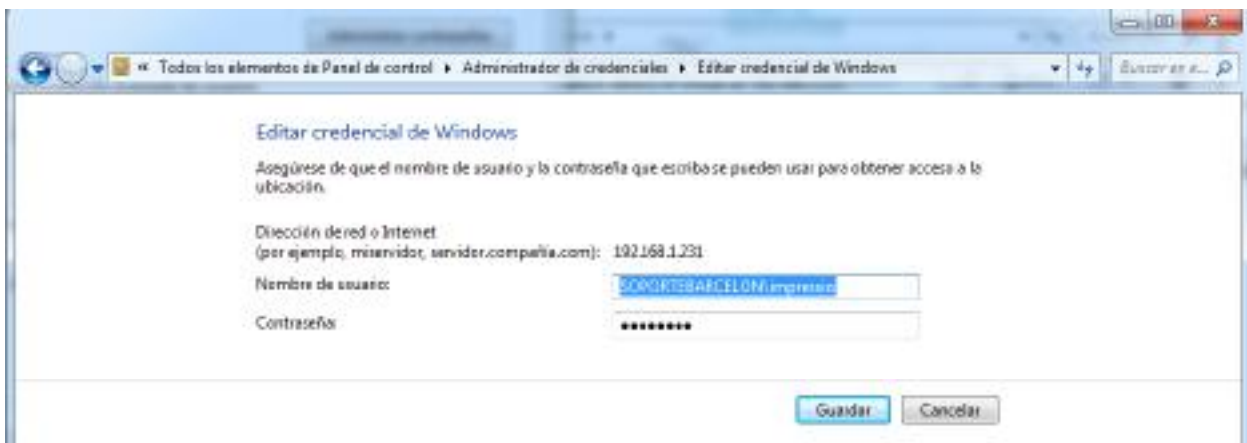 « Todos los elementos de Panel de control ▸ Administrador de credenciales ▸ Editar credencial de Windows
Editar credencial de Windows
Asegúrese de que el nombre de usuario y la contraseña que escriba se pueden usar para obtener acceso a la
ubicación.
Dirección de red o Internet
(por ejemplo, miservidor, servidor.compañía.com): 192.168.1.231
Nombre de usuario: SOPORTEBARCELON\impresio
Contraseña: ●●●●●●●●
Guardar Cancelar